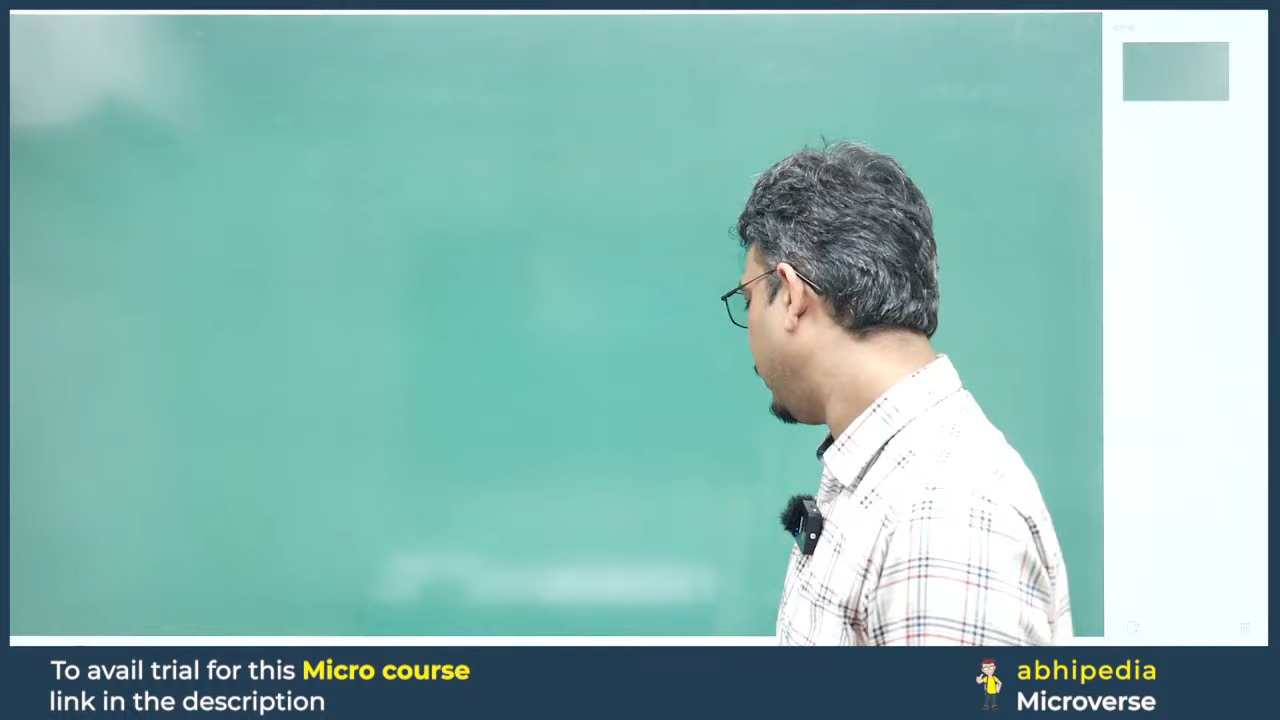 To avail trial for this Micro course
link in the description
abhipedia
Microverse